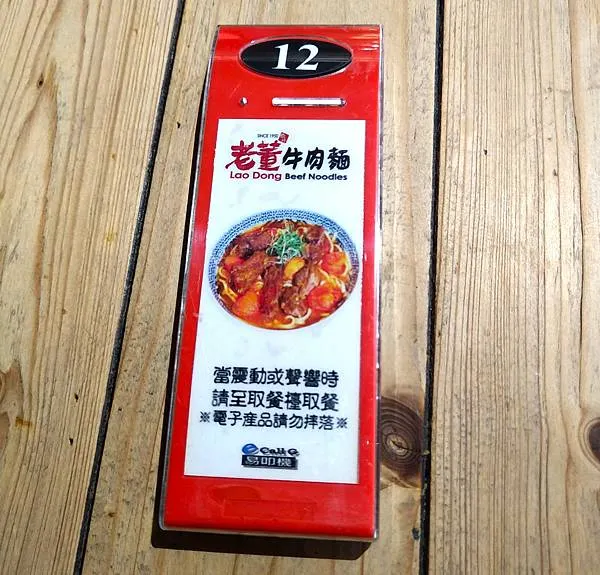 12
SINCE 1950
老董牛肉麵
Lao Dong Beef Noodles
當震動或聲響時
請至取餐檯取餐
※電子產品請勿摔落※
e Call Q
易叩機